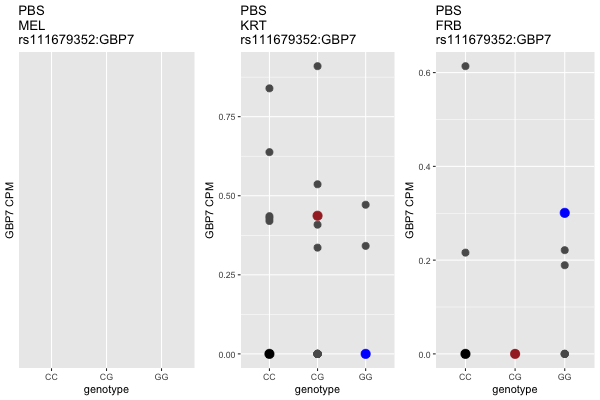 PBS
MEL
rs111679352:GBP7
GBP7 CPM
CC CG GG
genotype
PBS
KRT
rs111679352:GBP7
GBP7 CPM
0.75
0.50
0.25
0.00
CC CG GG
genotype
PBS
FRB
rs111679352:GBP7
GBP7 CPM
0.6
0.4
0.2
0.0
CC CG GG
genotype